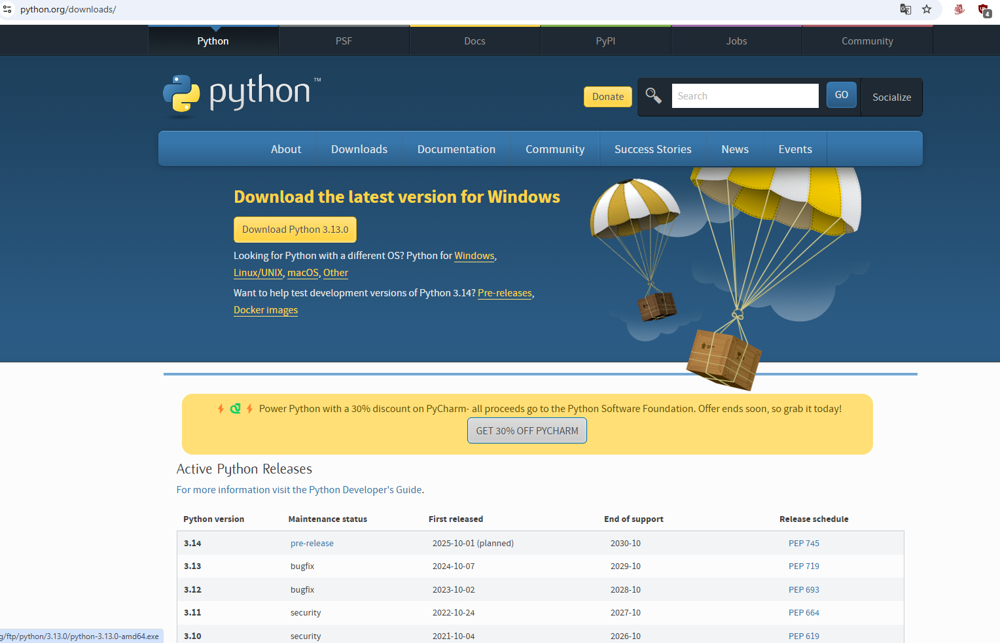 python.org/downloads/
4
Python PSF Docs PyPI Jobs Community
python™
Donate Search GO Socialize
About Downloads Documentation Community Success Stories News Events
Download the latest version for Windows
Download Python 3.13.0
Looking for Python with a different OS? Python for Windows,
Linux/UNIX, macOS, Other
Want to help test development versions of Python 3.14? Pre-releases,
Docker images
Power Python with a 30% discount on PyCharm- all proceeds go to the Python Software Foundation. Offer ends soon, so grab it today!
GET 30% OFF PYCHARM
Active Python Releases
For more information visit the Python Developer's Guide.
Python version Maintenance status First released End of support Release schedule
3.14 pre-release 2025-10-01 (planned) 2030-10 PEP 745
3.13 bugfix 2024-10-07 2029-10 PEP 719
3.12 bugfix 2023-10-02 2028-10 PEP 693
3.11 security 2022-10-24 2027-10 PEP 664
3.10 security 2021-10-04 2026-10 PEP 619
g/ftp/python/3.13.0/python-3.13.0-amd64.exe